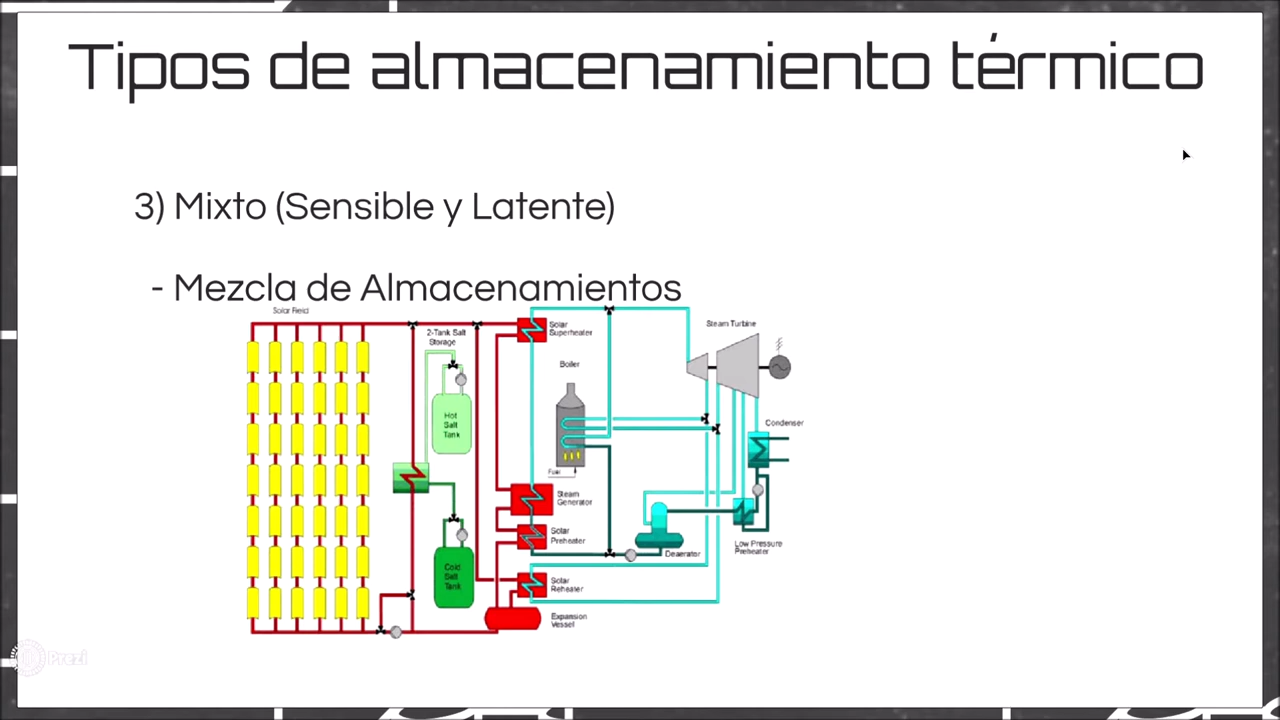 Tipos de almacenamiento térmico
3) Mixto (Sensible y Latente)
- Mezcla de Almacenamientos
Solar Field
2-Tank Salt
Storage
Solar
Superheater
Steam Turbine
Boiler
Hot
Salt
Tank
Condenser
Fuel
Steam
Generator
Solar
Preheater
Deaerator
Low Pressure
Preheater
Cold
Salt
Tank
Solar
Reheater
Expansion
Vessel
Prezi